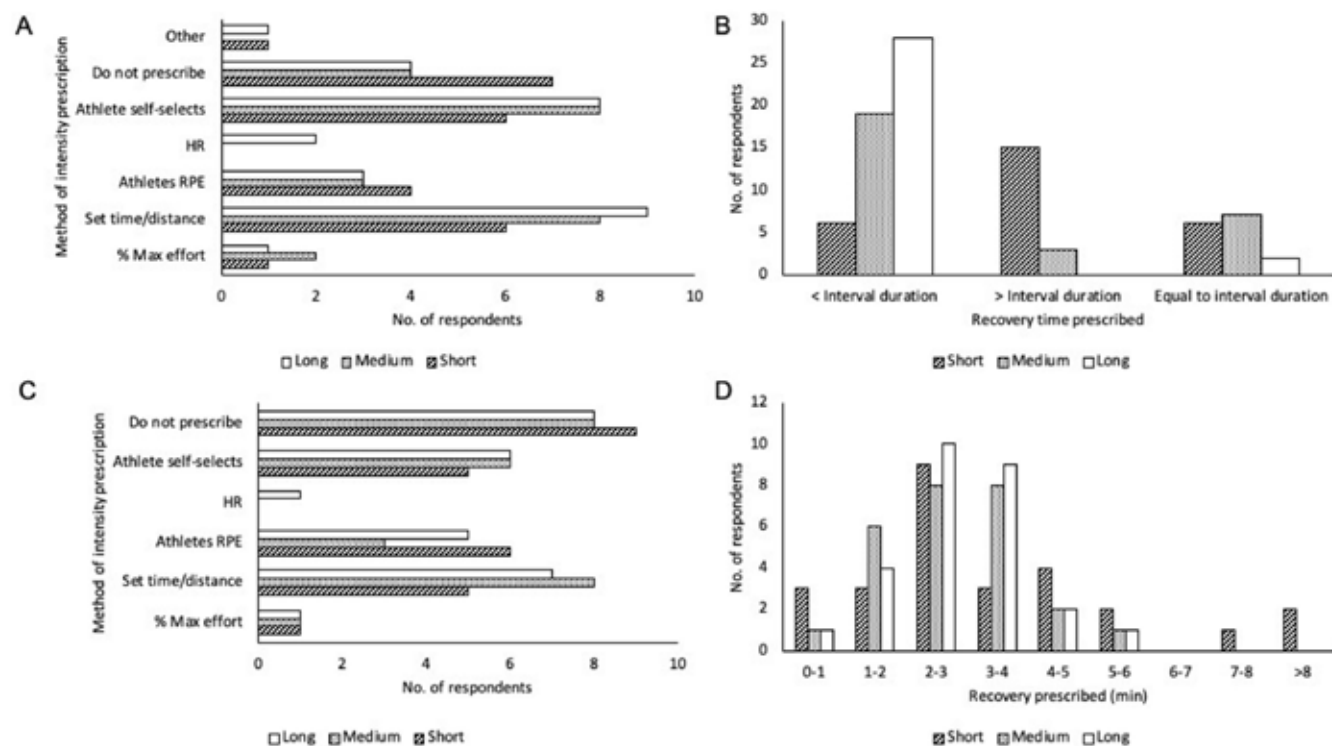 A
Method of intensity prescription
Other
Do not prescribe
Athlete self-selects
HR
Athletes RPE
Set time/distance
% Max effort
0 2 4 6 8 10
No. of respondents
Long Medium Short
B
No. of respondents
30
25
20
15
10
5
0
< Interval duration > Interval duration Equal to interval duration
Recovery time prescribed
Short Medium Long
C
Method of intensity prescription
Do not prescribe
Athlete self-selects
HR
Athletes RPE
Set time/distance
% Max effort
0 2 4 6 8 10
No. of respondents
Long Medium Short
D
No. of respondents
12
10
8
6
4
2
0
0-1 1-2 2-3 3-4 4-5 5-6 6-7 7-8 >8
Recovery prescribed (min)
Short Medium Long